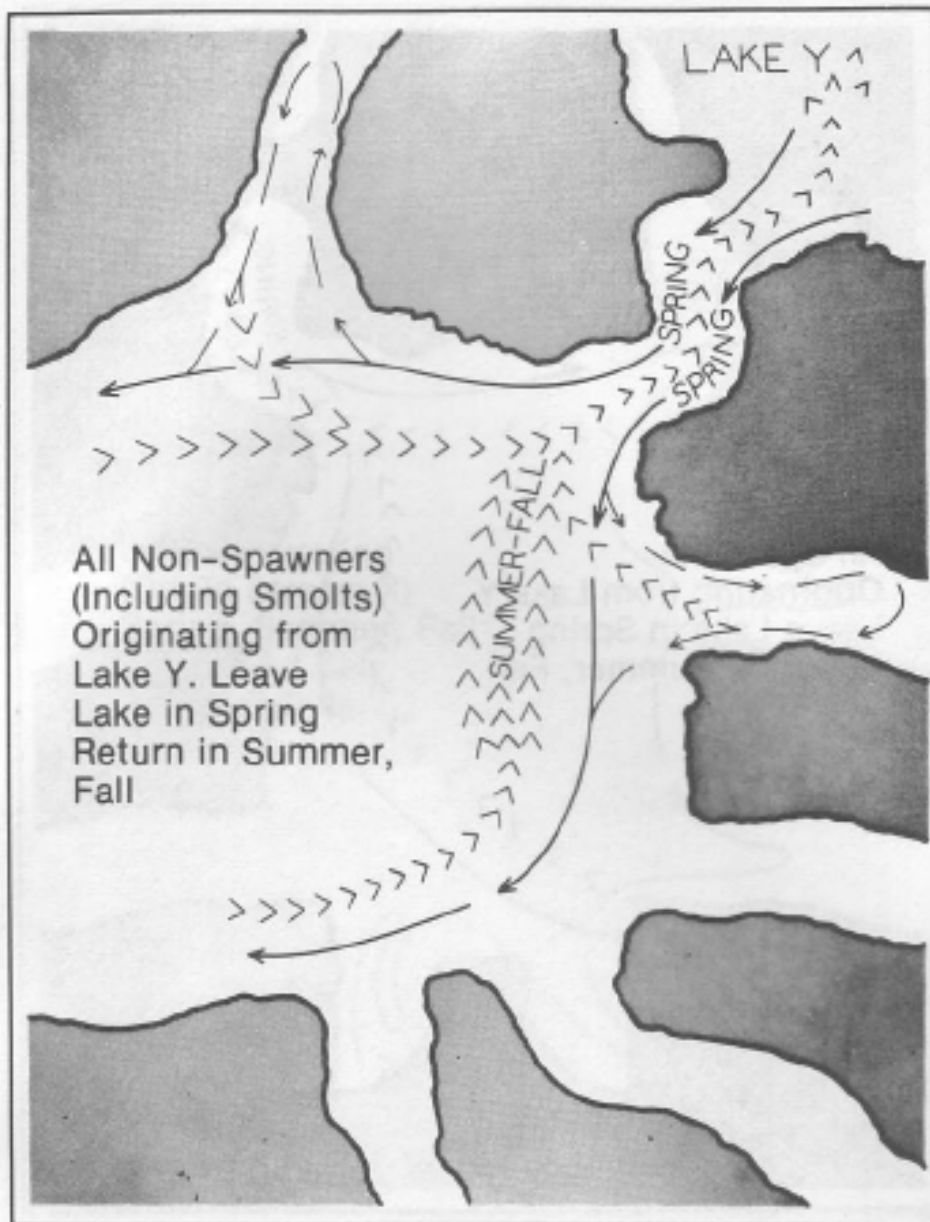 LAKE Y
SPRING
SPRING
SUMMER-FALL
All Non-Spawners
(Including Smolts)
Originating from
Lake Y. Leave
Lake in Spring
Return in Summer,
Fall